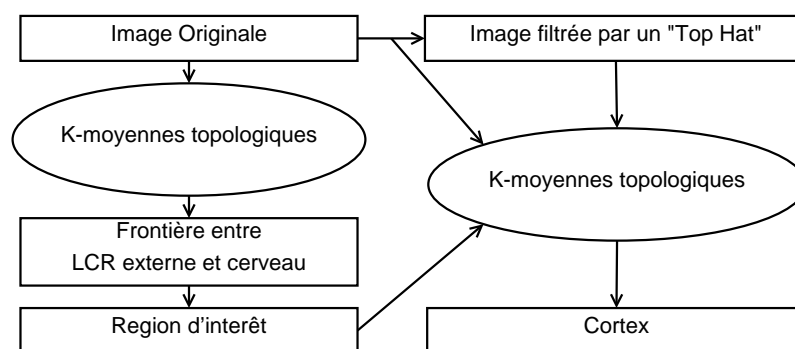 Image Originale
Image filtrée par un "Top Hat"
K-moyennes topologiques
K-moyennes topologiques
Frontière entre
LCR externe et cerveau
Region d'interêt
Cortex